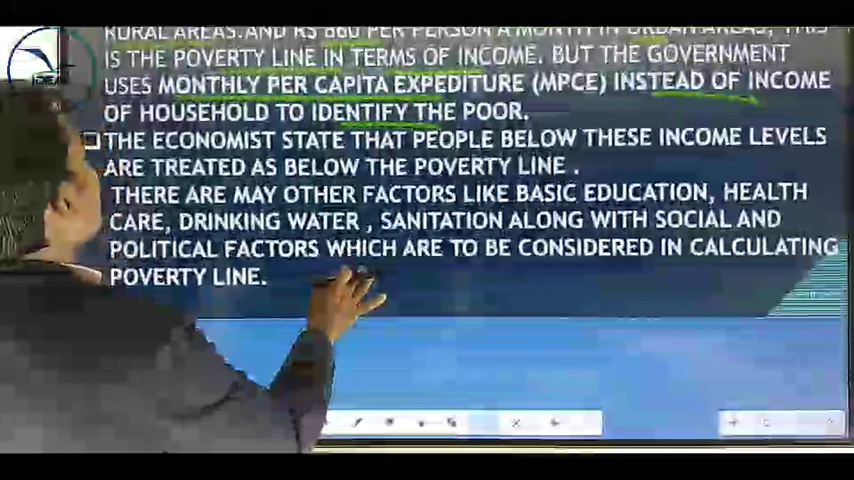 RURAL AREAS.AND RS 860 PER PERSON A MONTH IN URBAN AREAS, THIS
IS THE POVERTY LINE IN TERMS OF INCOME. BUT THE GOVERNMENT
USES MONTHLY PER CAPITA EXPEDITURE (MPCE) INSTEAD OF INCOME
OF HOUSEHOLD TO IDENTIFY THE POOR.
THE ECONOMIST STATE THAT PEOPLE BELOW THESE INCOME LEVELS
ARE TREATED AS BELOW THE POVERTY LINE .
THERE ARE MAY OTHER FACTORS LIKE BASIC EDUCATION, HEALTH
CARE, DRINKING WATER , SANITATION ALONG WITH SOCIAL AND
POLITICAL FACTORS WHICH ARE TO BE CONSIDERED IN CALCULATING
POVERTY LINE.